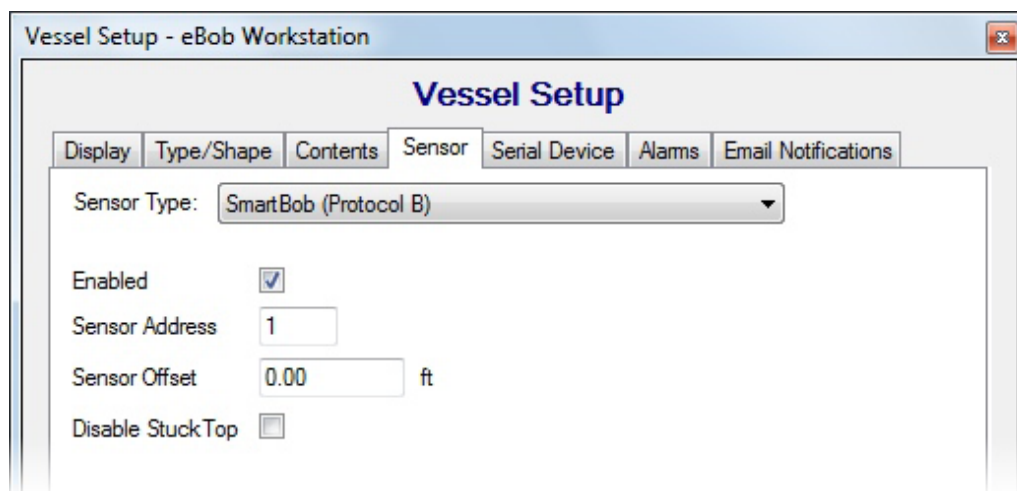 Vessel Setup - eBob Workstation
Vessel Setup
Display Type/Shape Contents Sensor Serial Device Alarms Email Notifications
Sensor Type: SmartBob (Protocol B)
Enabled
Sensor Address 1
Sensor Offset 0.00 ft
Disable StuckTop